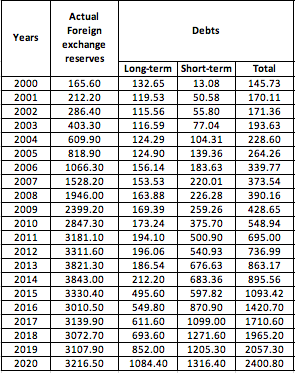 Years Actual Foreign exchange reserves Debts
Long-term Short-term Total
2000 165.60 132.65 13.08 145.73
2001 212.20 119.53 50.58 170.11
2002 286.40 115.56 55.80 171.36
2003 403.30 116.59 77.04 193.63
2004 609.90 124.29 104.31 228.60
2005 818.90 124.90 139.36 264.26
2006 1066.30 156.14 183.63 339.77
2007 1528.20 153.53 220.01 373.54
2008 1946.00 163.88 226.28 390.16
2009 2399.20 169.39 259.26 428.65
2010 2847.30 173.24 375.70 548.94
2011 3181.10 194.10 500.90 695.00
2012 3311.60 196.06 540.93 736.99
2013 3821.30 186.54 676.63 863.17
2014 3843.00 212.20 683.36 895.56
2015 3330.40 495.60 597.82 1093.42
2016 3010.50 549.80 870.90 1420.70
2017 3139.90 611.60 1099.00 1710.60
2018 3072.70 693.60 1271.60 1965.20
2019 3107.90 852.00 1205.30 2057.30
2020 3216.50 1084.40 1316.40 2400.80